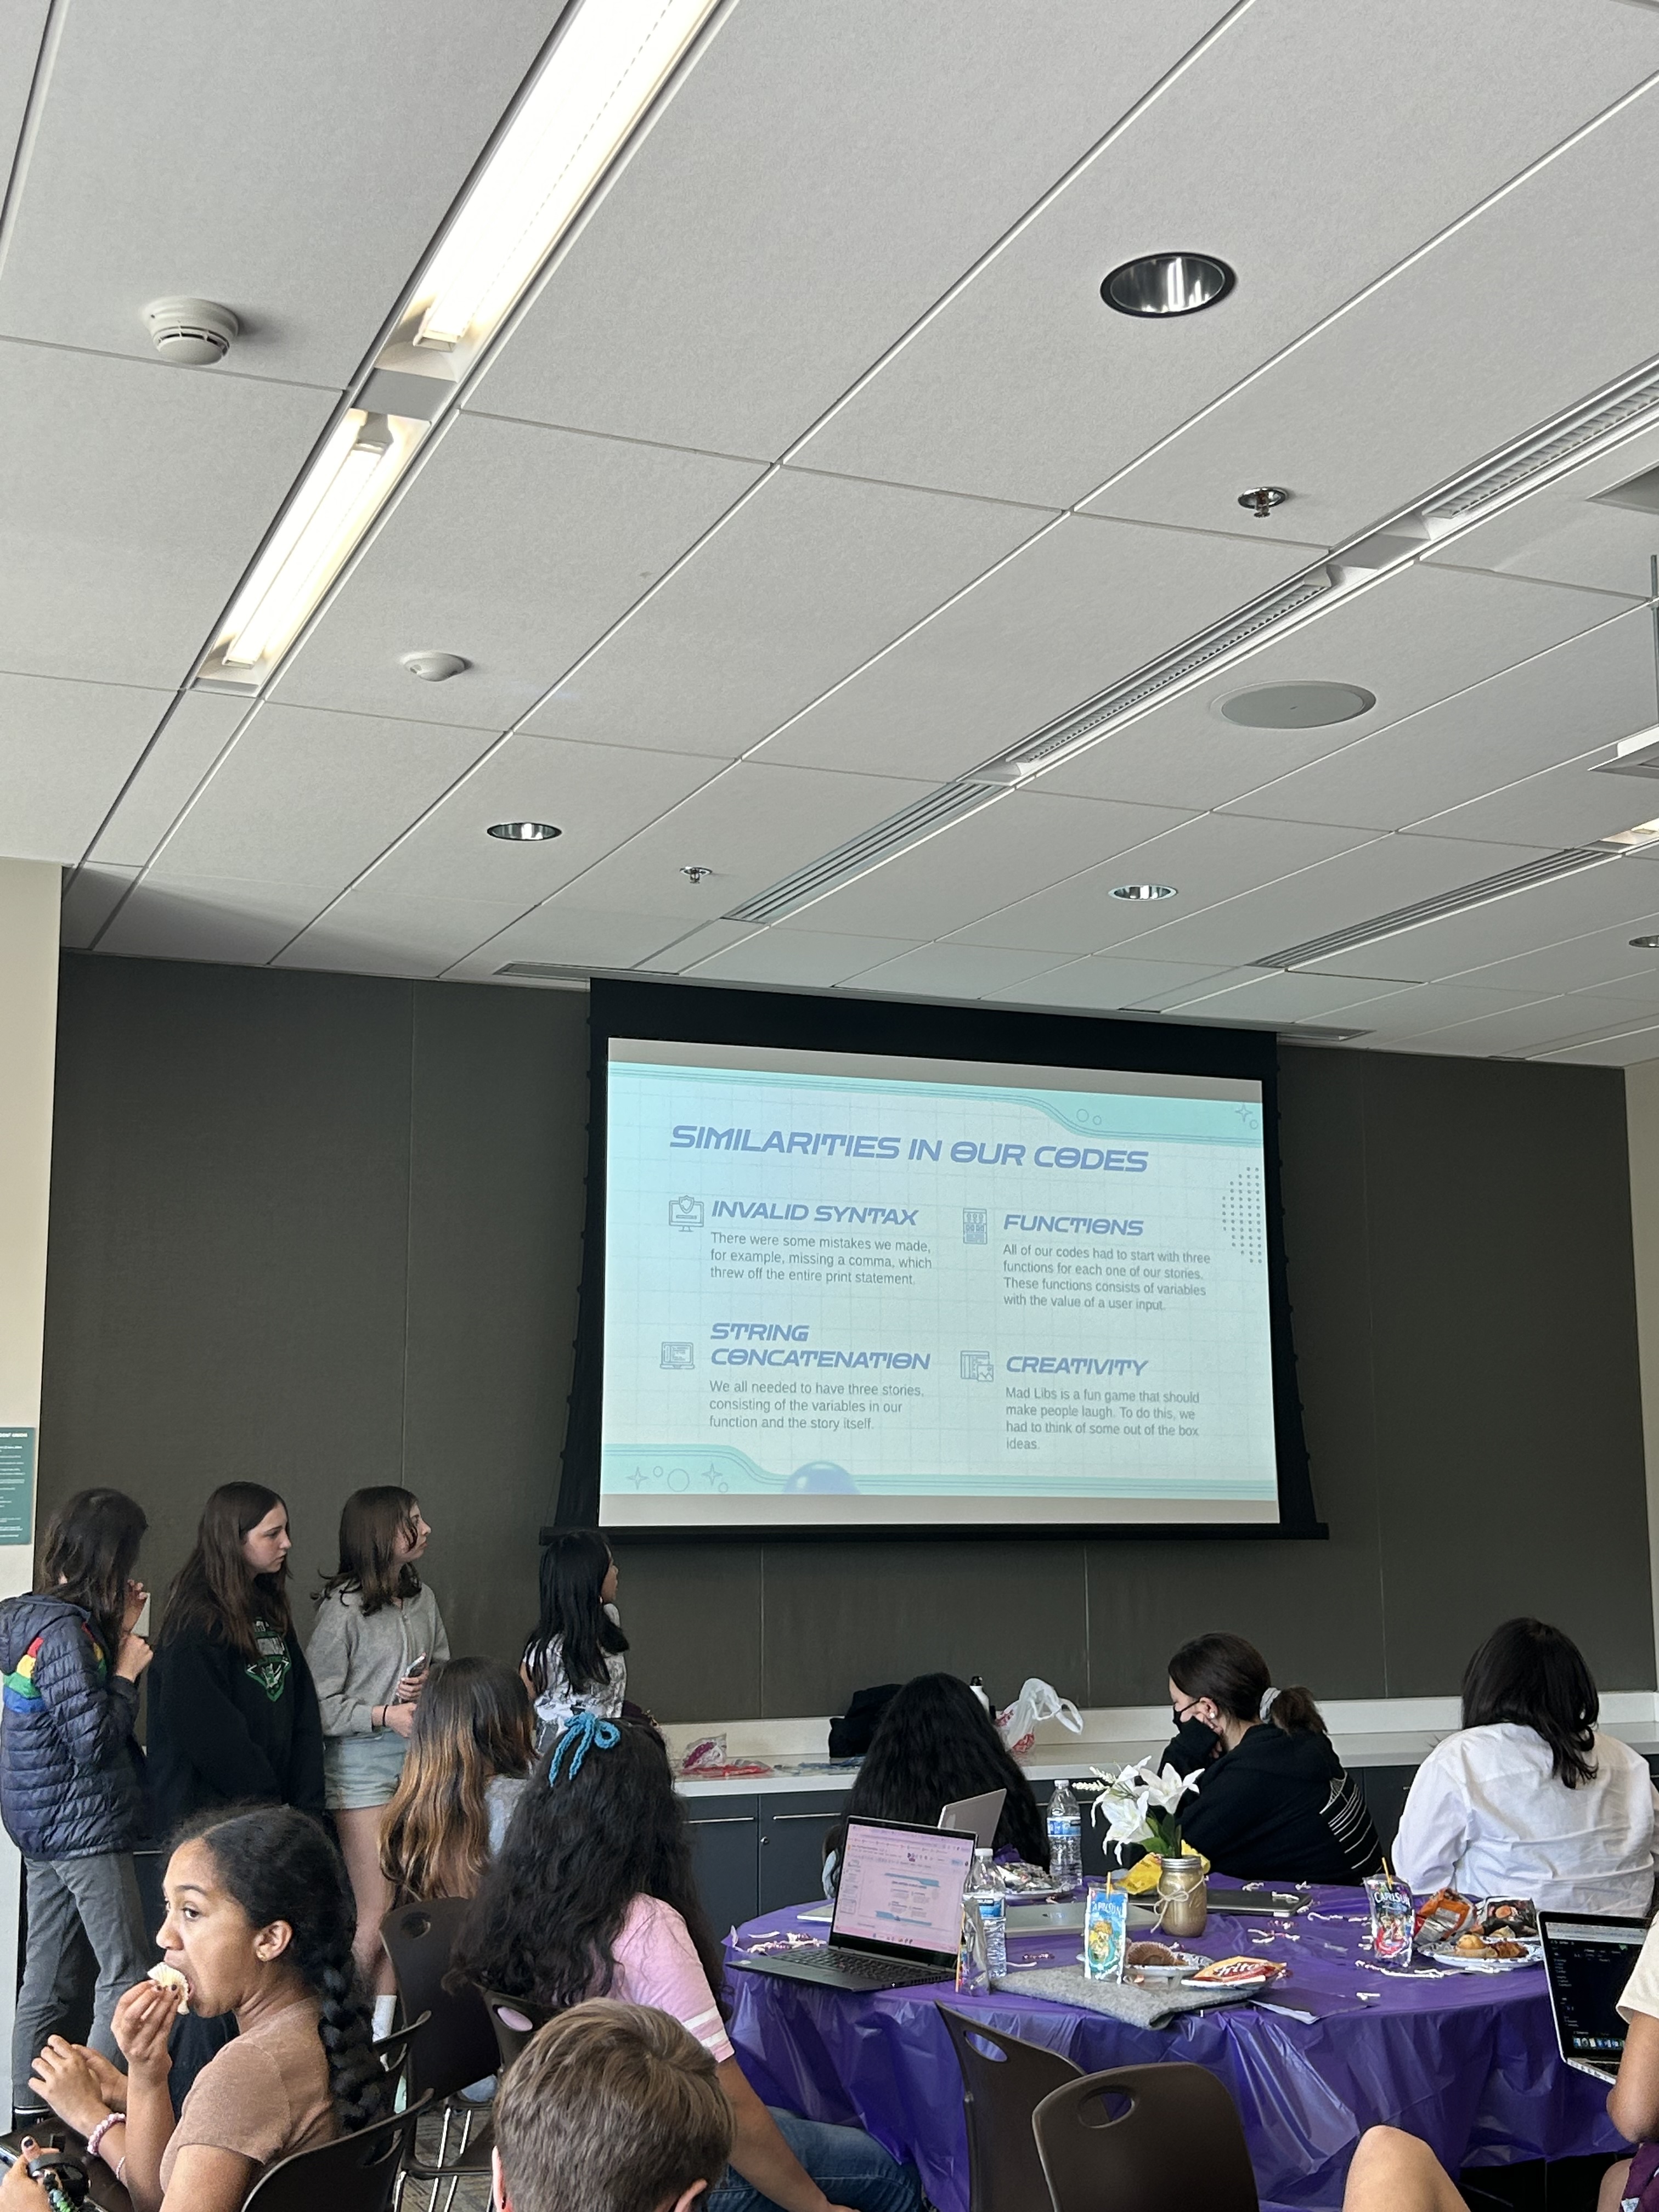 SIMILARITIES IN OUR CODES
INVALID SYNTAX
There were some mistakes we made,
for example, missing a comma, which
threw off the entire print statement.
FUNCTIONS
All of our codes had to start with three
functions for each one of our stories.
These functions consists of variables
with the value of a user input.
STRING
CONCATENATION
We all needed to have three stories,
consisting of the variables in our
function and the story itself.
CREATIVITY
Mad Libs is a fun game that should
make people laugh. To do this, we
had to think of some out of the box
ideas.
CAPRI SUN
CAPRI SUN
Fritos